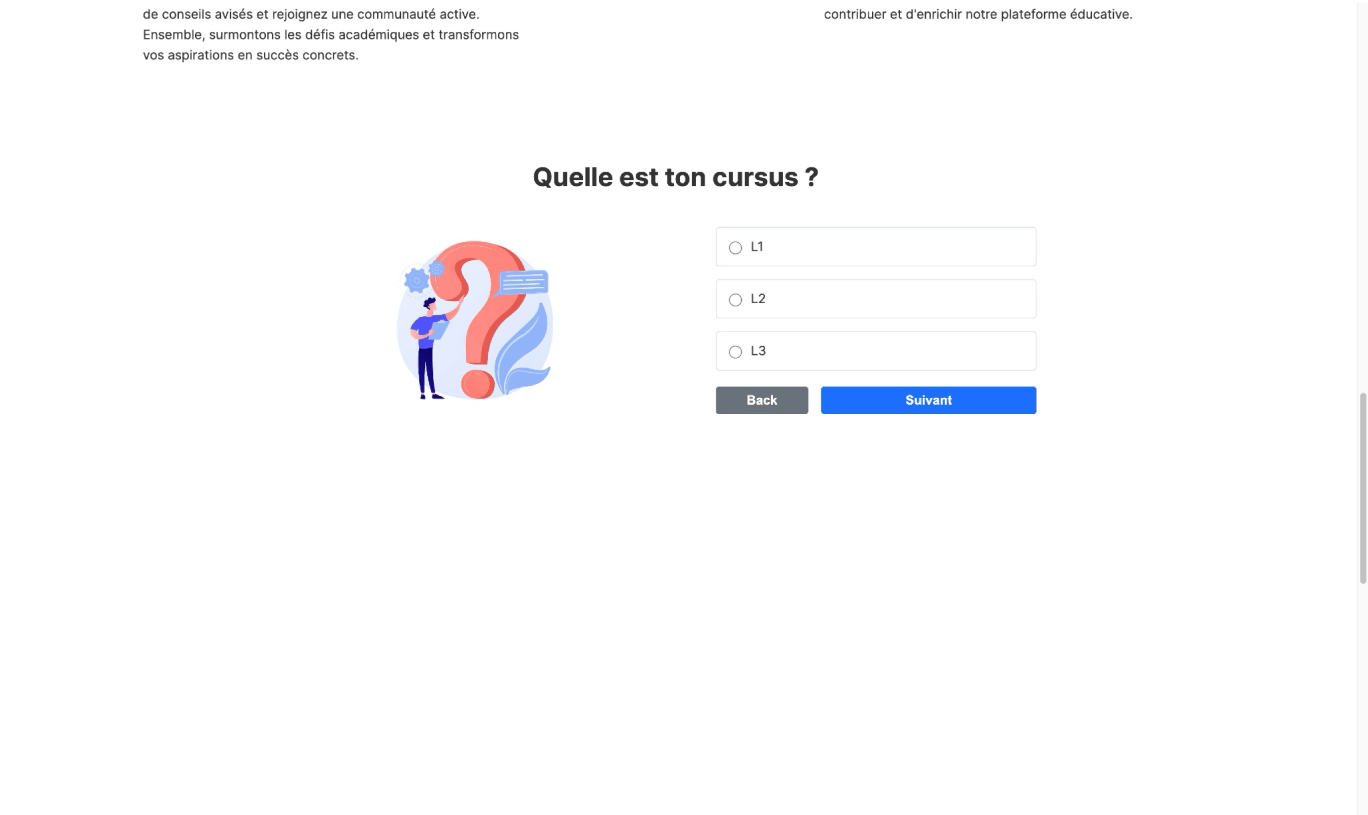 de conseils avisés et rejoignez une communauté active.
Ensemble, surmontons les défis académiques et transformons
vos aspirations en succès concrets.
contribuer et d'enrichir notre plateforme éducative.
Quelle est ton cursus ?
L1
L2
L3
Back
Suivant